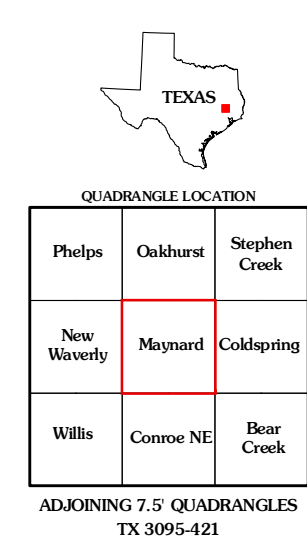 TEXAS
QUADRANGLE LOCATION
Phelps
Oakhurst
Stephen
Creek
New
Waverly
Maynard
Coldspring
Willis
Conroe NE
Bear
Creek
ADJOINING 7.5' QUADRANGLES
TX 3095-421